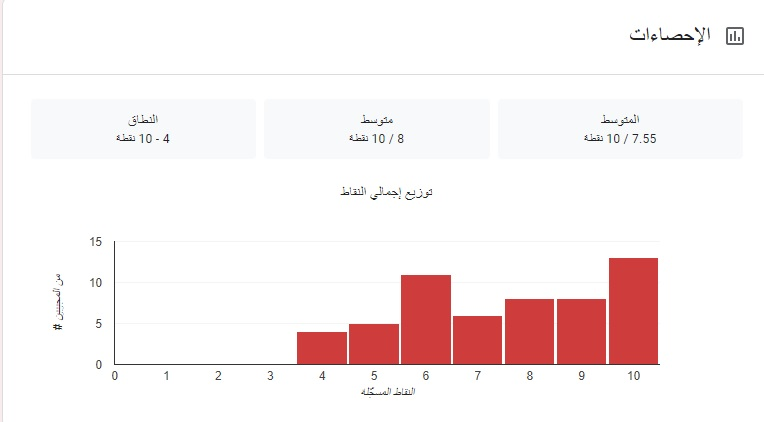 الإحصاءات
المتوسط
7.55 / 10 نقطة
متوسط
8 / 10 نقطة
النطاق
4 - 10 نقطة
توزيع إجمالي النقاط
# من المجيبين
15
10
5
0
0 1 2 3 4 5 6 7 8 9 10
النقاط المسجَّلة